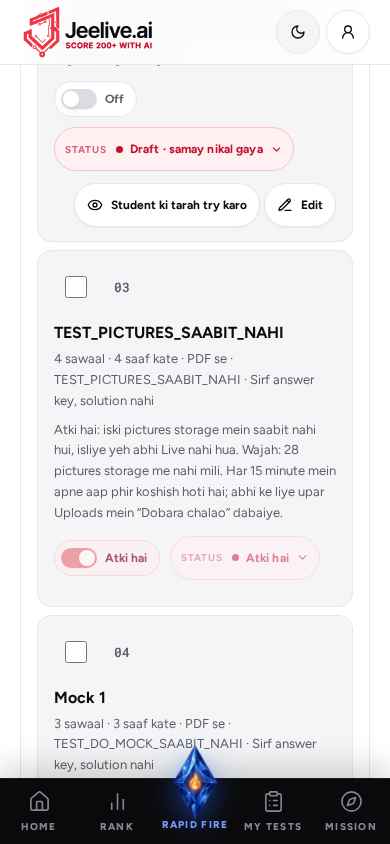 Jeelive.ai
SCORE 200+ WITH AI
Off
STATUS Draft · samay nikal gaya
Student ki tarah try karo Edit
03
TEST_PICTURES_SAABIT_NAHI
4 sawaal · 4 saaf kate · PDF se ·
TEST_PICTURES_SAABIT_NAHI · Sirf answer
key, solution nahi
Atki hai: iski pictures storage mein saabit nahi
hui, isliye yeh abhi Live nahi hua. Wajah: 28
pictures storage me nahi mili. Har 15 minute mein
apne aap phir koshish hoti hai; abhi ke liye upar
Uploads mein “Dobara chalao” dabaiye.
Atki hai STATUS Atki hai
04
Mock 1
3 sawaal · 3 saaf kate · PDF se ·
TEST_DO_MOCK_SAABIT_NAHI · Sirf answer
key, solution nahi
HOME RANK RAPID FIRE MY TESTS MISSION